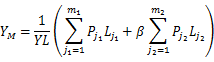 Y_M = \frac{1}{YL} \left( \sum_{j_1=1}^{m_1} P_{j_1} L_{j_1} + \beta \sum_{j_2=1}^{m_2} P_{j_2} L_{j_2} \right)